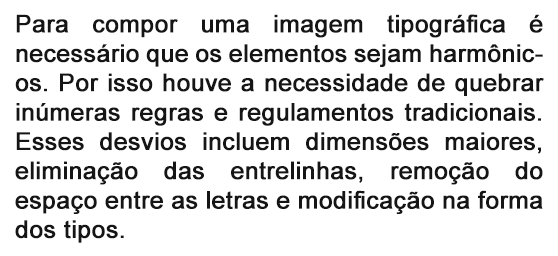 Para compor uma imagem tipográfica é
necessário que os elementos sejam harmônic-
os. Por isso houve a necessidade de quebrar
inúmeras regras e regulamentos tradicionais.
Esses desvios incluem dimensões maiores,
eliminação das entrelinhas, remoção do
espaço entre as letras e modificação na forma
dos tipos.